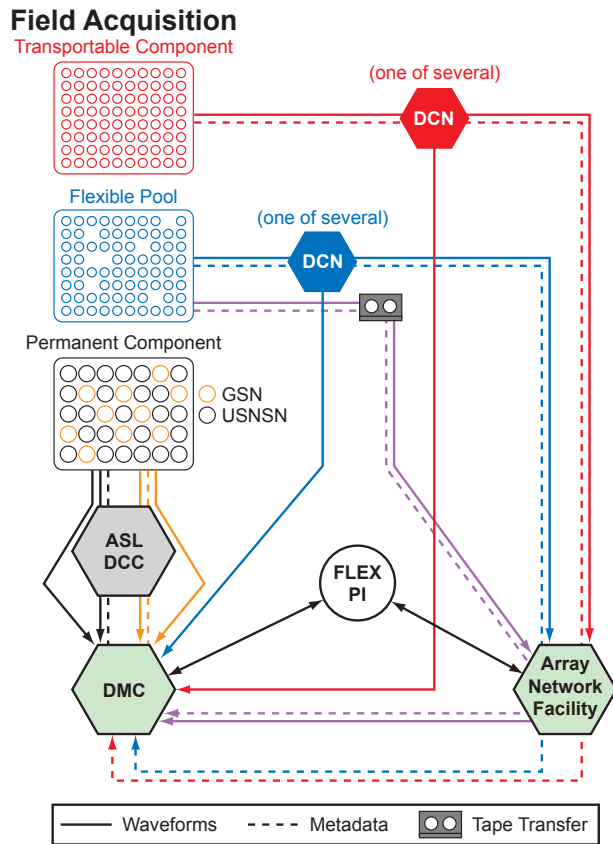 Field Acquisition
Transportable Component
(one of several)
DCN
Flexible Pool
(one of several)
DCN
Permanent Component
GSN
USNSN
ASL
DCC
FLEX
PI
DMC
Array
Network
Facility
Waveforms
Metadata
Tape Transfer